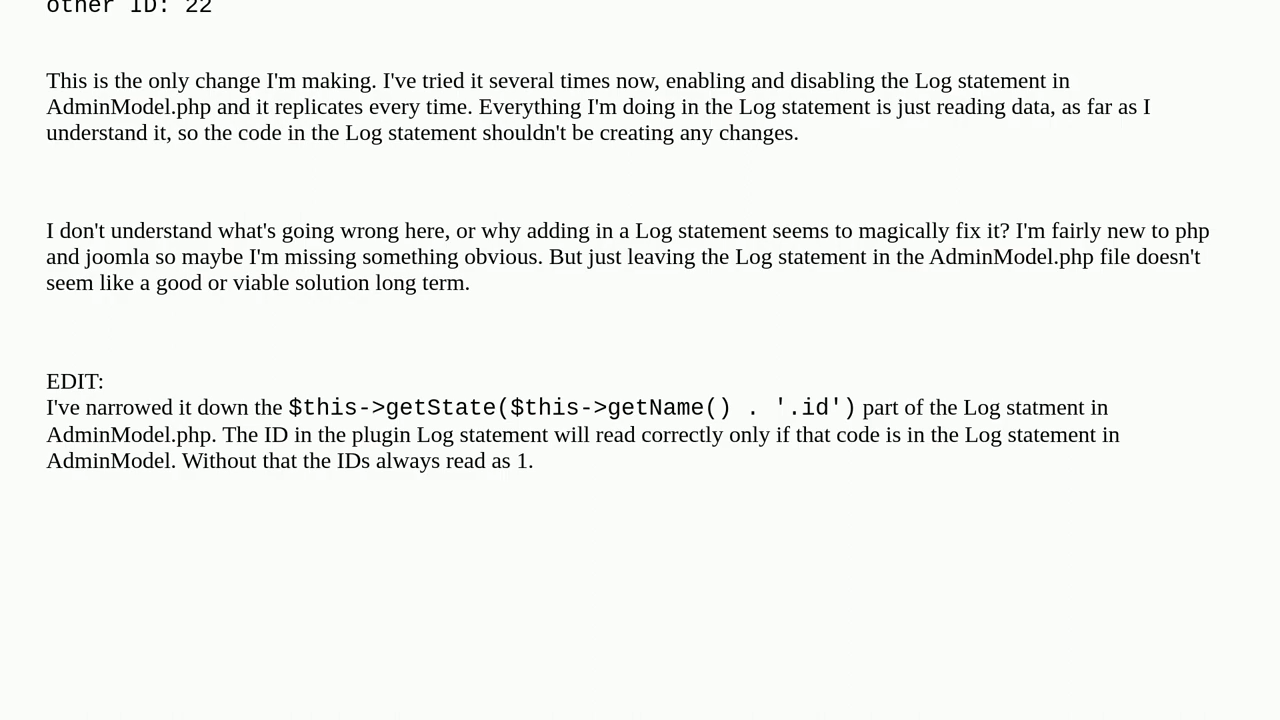 other ID: 22
This is the only change I'm making. I've tried it several times now, enabling and disabling the Log statement in
AdminModel.php and it replicates every time. Everything I'm doing in the Log statement is just reading data, as far as I
understand it, so the code in the Log statement shouldn't be creating any changes.
I don't understand what's going wrong here, or why adding in a Log statement seems to magically fix it? I'm fairly new to php
and joomla so maybe I'm missing something obvious. But just leaving the Log statement in the AdminModel.php file doesn't
seem like a good or viable solution long term.
EDIT:
I've narrowed it down the $this->getState($this->getName() . '.id') part of the Log statment in
AdminModel.php. The ID in the plugin Log statement will read correctly only if that code is in the Log statement in
AdminModel. Without that the IDs always read as 1.